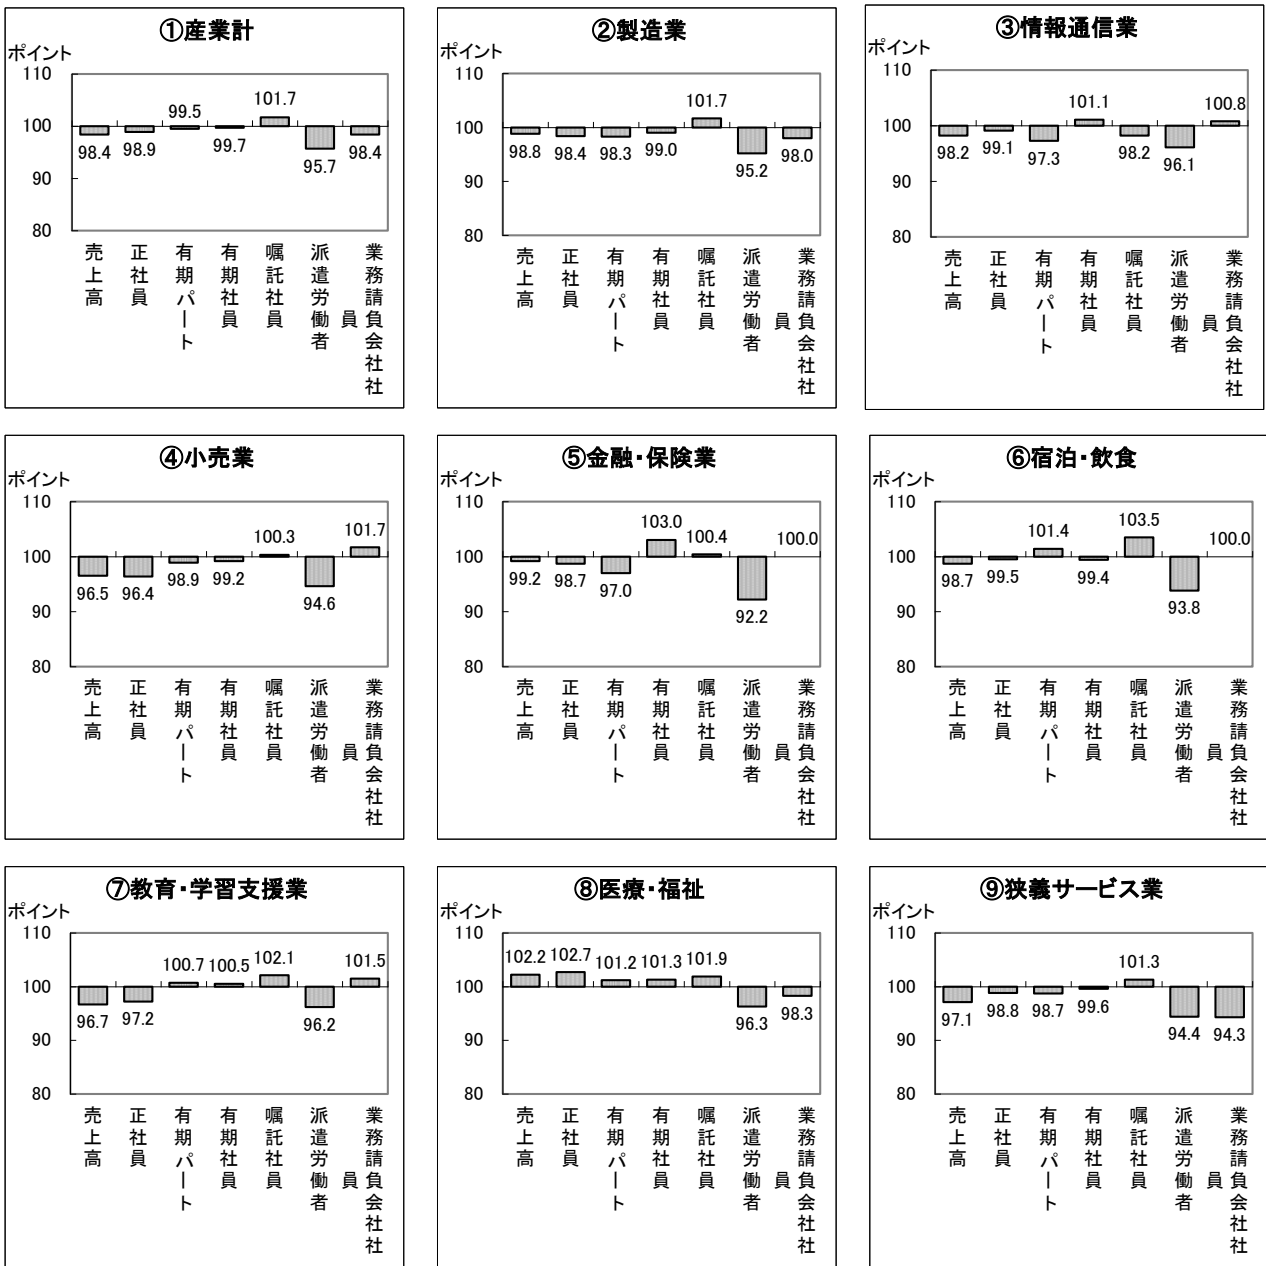 ①産業計
ポイント
110
100
90
80
98.4
98.9
99.5
99.7
101.7
95.7
98.4
売上高
正社員
有期パート
有期社員
嘱託社員
派遣労働者
業務請負会社社員
②製造業
110
100
90
80
98.8
98.4
98.3
99.0
101.7
95.2
98.0
売上高
正社員
有期パート
有期社員
嘱託社員
派遣労働者
業務請負会社社員
③情報通信業
ポイント
110
100
90
80
98.2
99.1
97.3
101.1
98.2
96.1
100.8
売上高
正社員
有期パート
有期社員
嘱託社員
派遣労働者
業務請負会社社員
④小売業
ポイント
110
100
90
80
96.5
96.4
98.9
99.2
100.3
94.6
101.7
売上高
正社員
有期パート
有期社員
嘱託社員
派遣労働者
業務請負会社社員
⑤金融・保険業
ポイント
110
100
90
80
99.2
98.7
97.0
103.0
100.4
92.2
100.0
売上高
正社員
有期パート
有期社員
嘱託社員
派遣労働者
業務請負会社社員
⑥宿泊・飲食
ポイント
110
100
90
80
98.7
99.5
101.4
99.4
103.5
93.8
100.0
売上高
正社員
有期パート
有期社員
嘱託社員
派遣労働者
業務請負会社社員
⑦教育・学習支援業
ポイント
110
100
90
80
96.7
97.2
100.7
100.5
102.1
96.2
101.5
売上高
正社員
有期パート
有期社員
嘱託社員
派遣労働者
業務請負会社社員
⑧医療・福祉
ポイント
110
100
90
80
102.2
102.7
101.2
101.3
101.9
96.3
98.3
売上高
正社員
有期パート
有期社員
嘱託社員
派遣労働者
業務請負会社社員
⑨狭義サービス業
ポイント
110
100
90
80
97.1
98.8
98.7
99.6
101.3
94.4
94.3
売上高
正社員
有期パート
有期社員
嘱託社員
派遣労働者
業務請負会社社員